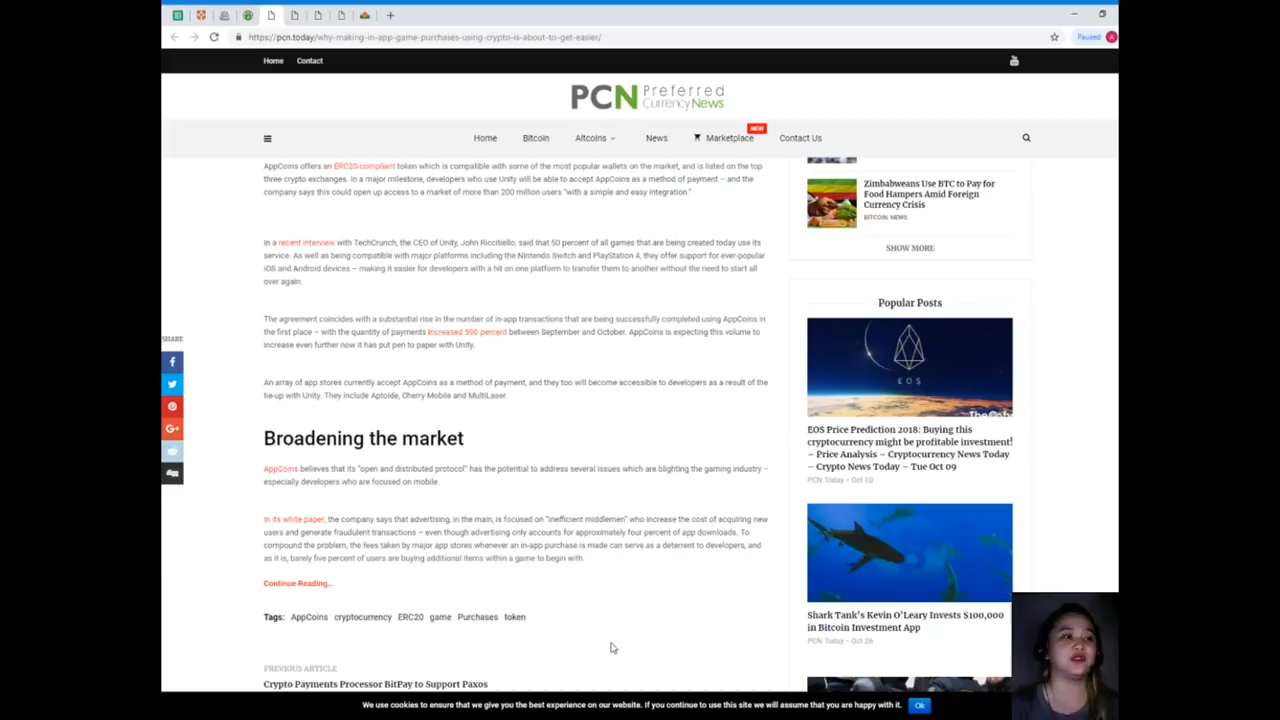 https://pcn.today/why-making-in-app-game-purchases-using-crypto-is-about-to-get-easier/
Paused
A
Home Contact
PCN Preferred Currency News
NEW
Home Bitcoin Altcoins News Marketplace Contact Us
AppCoins offers an ERC20-compliant token which is compatible with some of the most popular wallets on the market, and is listed on the top
three crypto exchanges. In a major milestone, developers who use Unity will be able to accept AppCoins as a method of payment – and the
company says this could open up access to a market of more than 200 million users "with a simple and easy integration."
In a recent interview with TechCrunch, the CEO of Unity, John Riccitiello, said that 50 percent of all games that are being created today use its
service. As well as being compatible with major platforms including the Nintendo Switch and PlayStation 4, they offer support for ever-popular
iOS and Android devices – making it easier for developers with a hit on one platform to transfer them to another without the need to start all
over again.
The agreement coincides with a substantial rise in the number of in-app transactions that are being successfully completed using AppCoins in
the first place – with the quantity of payments increased 590 percent between September and October. AppCoins is expecting this volume to
increase even further now it has put pen to paper with Unity.
An array of app stores currently accept AppCoins as a method of payment, and they too will become accessible to developers as a result of the
tie-up with Unity. They include Aptoide, Cherry Mobile and MultiLaser.
Broadening the market
AppCoins believes that its "open and distributed protocol" has the potential to address several issues which are blighting the gaming industry –
especially developers who are focused on mobile.
In its white paper, the company says that advertising, in the main, is focused on "inefficient middlemen" who increase the cost of acquiring new
users and generate fraudulent transactions – even though advertising only accounts for approximately four percent of app downloads. To
compound the problem, the fees taken by major app stores whenever an in-app purchase is made can serve as a deterrent to developers, and
as it is, barely five percent of users are buying additional items within a game to begin with.
Continue Reading...
Tags: AppCoins cryptocurrency ERC20 game Purchases token
PREVIOUS ARTICLE
Crypto Payments Processor BitPay to Support Paxos
SHARE
Zimbabweans Use BTC to Pay for
Food Hampers Amid Foreign
Currency Crisis
BITCOIN, NEWS
SHOW MORE
Popular Posts
EOS
EOS Price Prediction 2018: Buying this
cryptocurrency might be profitable investment!
– Price Analysis – Cryptocurrency News Today
– Crypto News Today – Tue Oct 09
PCN.Today • Oct 10
Shark Tank's Kevin O'Leary Invests $100,000
in Bitcoin Investment App
PCN.Today • Oct 26
We use cookies to ensure that we give you the best experience on our website. If you continue to use this site we will assume that you are happy with it. Ok